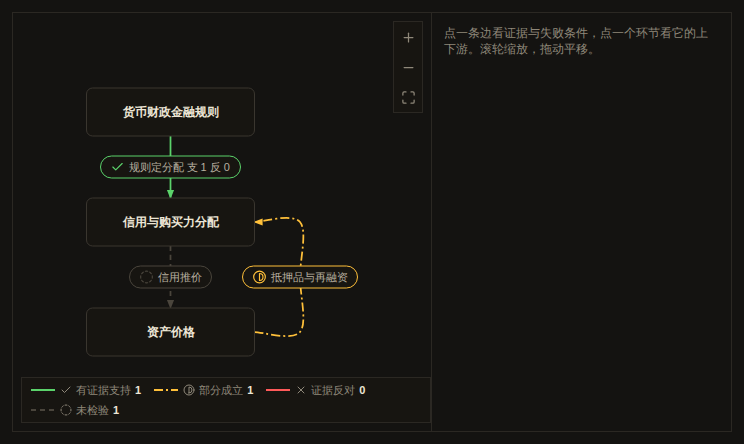 点一条边看证据与失败条件，点一个环节看它的上
下游。滚轮缩放，拖动平移。
货币财政金融规则
规则定分配 支 1 反 0
信用与购买力分配
信用推价
抵押品与再融资
资产价格
有证据支持 1 部分成立 1 证据反对 0
未检验 1